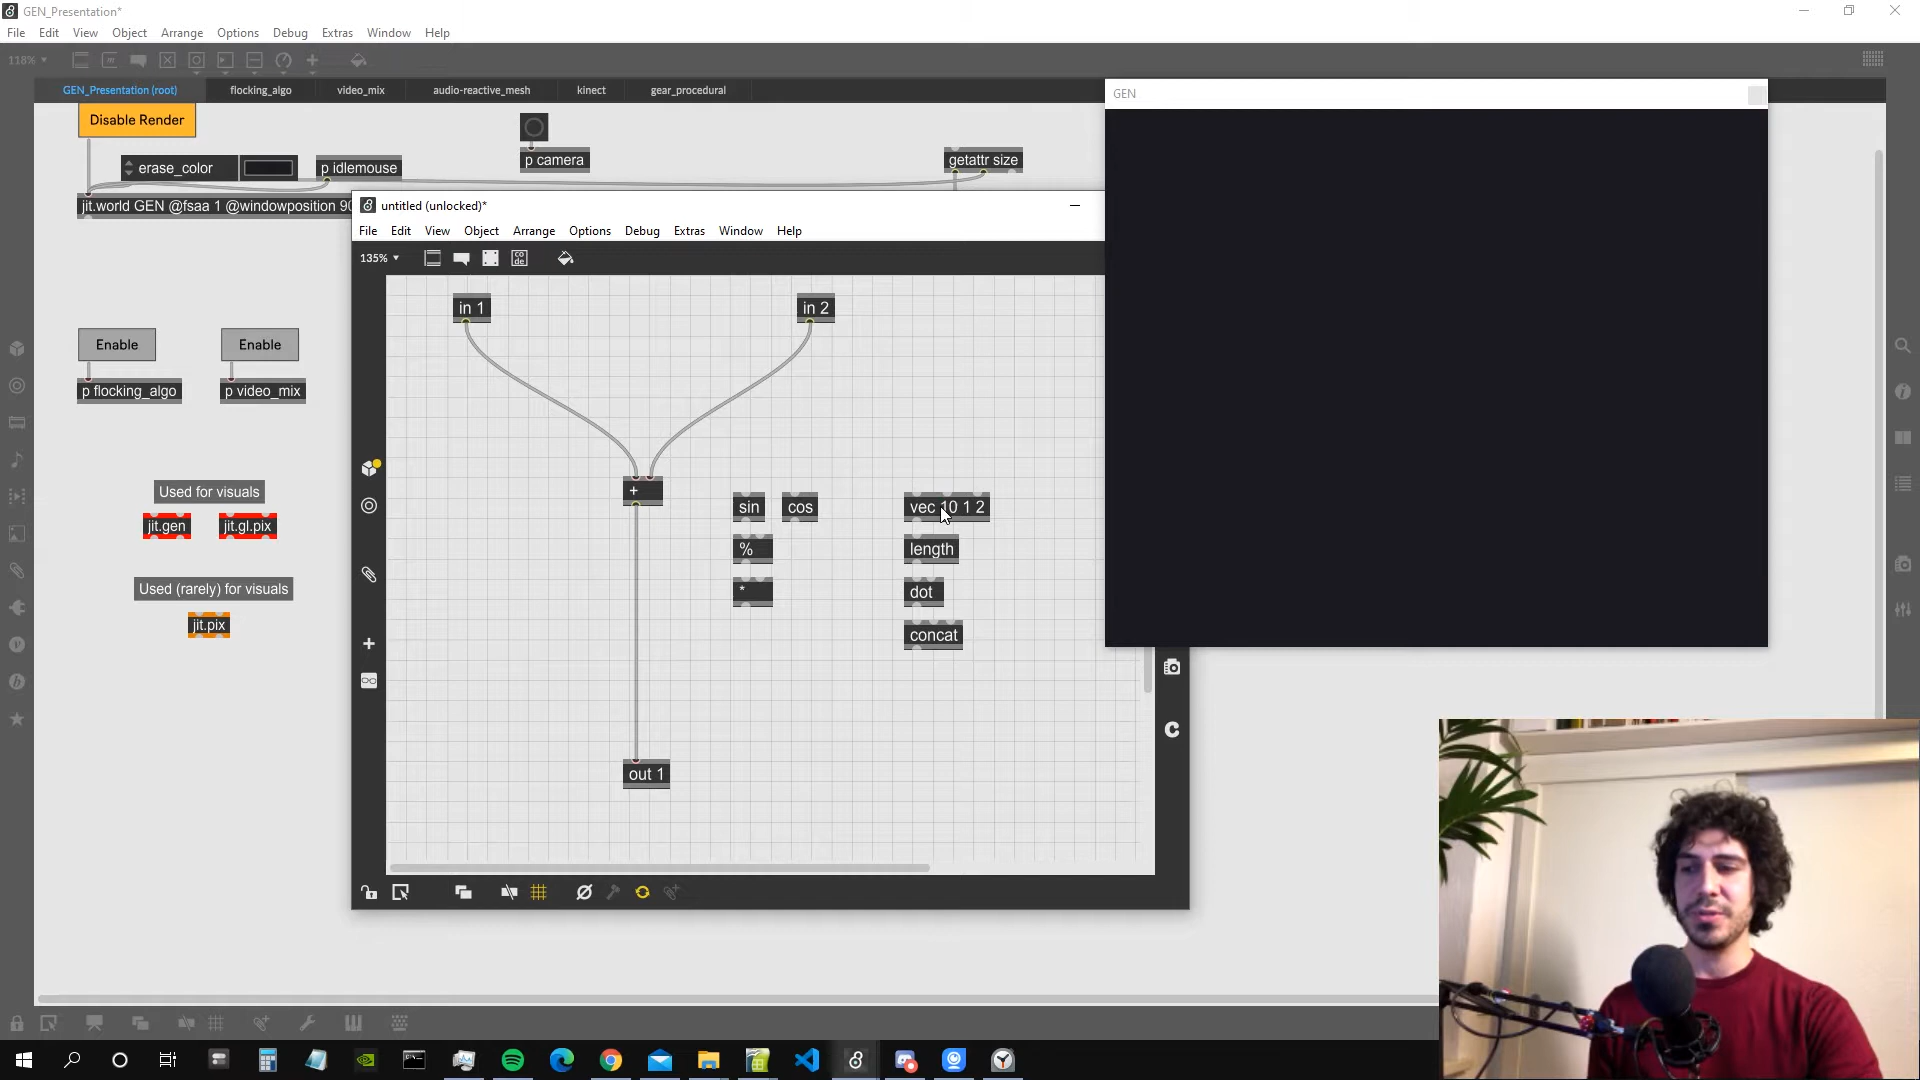 GEN_Presentation*
File Edit View Object Arrange Options Debug Extras Window Help
118%
GEN_Presentation (root) flocking_algo video_mix audio-reactive_mesh kinect gear_procedural
Disable Render
erase_color
p idlemouse
p camera
getattr size
jit.world GEN @fsaa 1 @windowposition 90
GEN
untitled (unlocked)*
File Edit View Object Arrange Options Debug Extras Window Help
135%
co
de
in 1
in 2
Enable
Enable
p flocking_algo
p video_mix
Used for visuals
jit.gen
jit.gl.pix
Used (rarely) for visuals
jit.pix
+
sin
cos
%
*
vec 10 1 2
length
dot
concat
out 1